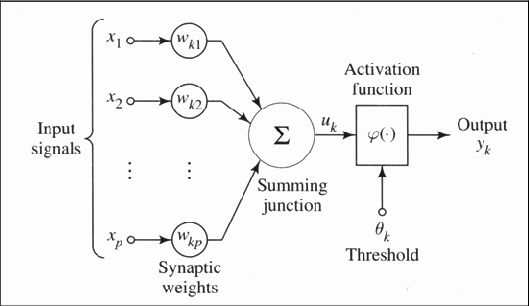 x₁
wₖ₁
x₂
wₖ₂
Activation
function
Input
signals
Σ
uₖ
φ(·)
Output
yₖ
⋮
⋮
Summing
junction
xₚ
wₖₚ
θₖ
Threshold
Synaptic
weights